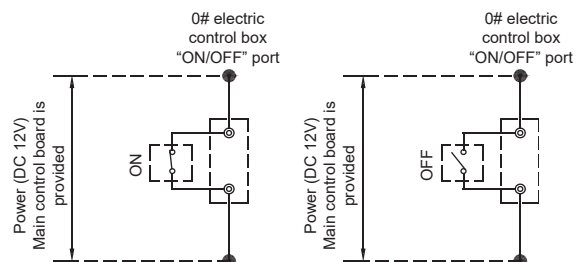 0# electric
control box
“ON/OFF” port
Power (DC 12V)
Main control board is
provided
ON
0# electric
control box
“ON/OFF” port
Power (DC 12V)
Main control board is
provided
OFF